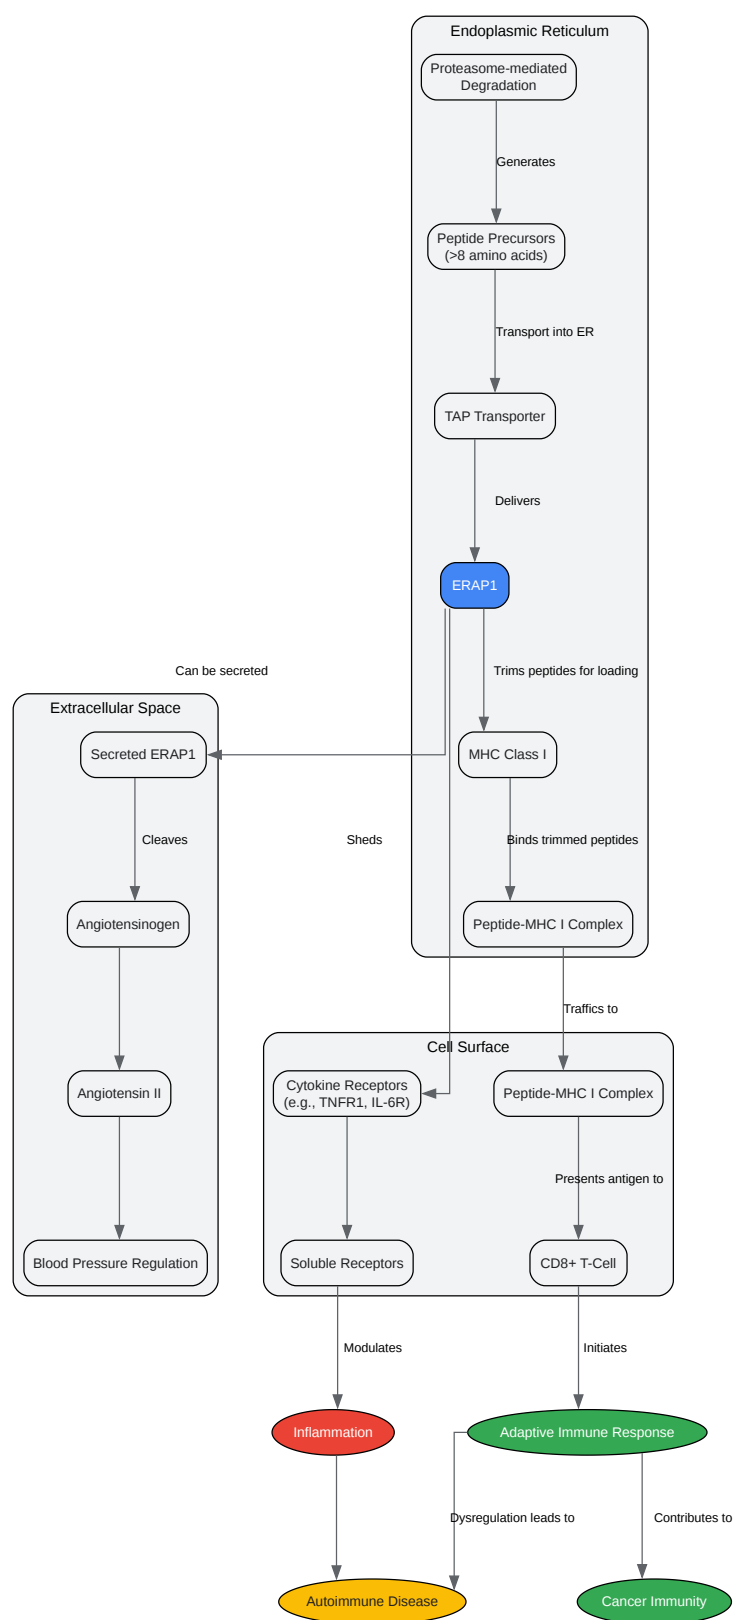 Endoplasmic Reticulum
Proteasome-mediated
Degradation
Generates
Peptide Precursors
(>8 amino acids)
Transport into ER
TAP Transporter
Delivers
ERAP1
Can be secreted
Trims peptides for loading
Extracellular Space
Secreted ERAP1
MHC Class I
Cleaves
Sheds
Binds trimmed peptides
Angiotensinogen
Peptide-MHC I Complex
Traffics to
Cell Surface
Angiotensin II
Cytokine Receptors
(e.g., TNFR1, IL-6R)
Peptide-MHC I Complex
Presents antigen to
Blood Pressure Regulation
Soluble Receptors
CD8+ T-Cell
Modulates
Initiates
Inflammation
Adaptive Immune Response
Dysregulation leads to
Contributes to
Autoimmune Disease
Cancer Immunity